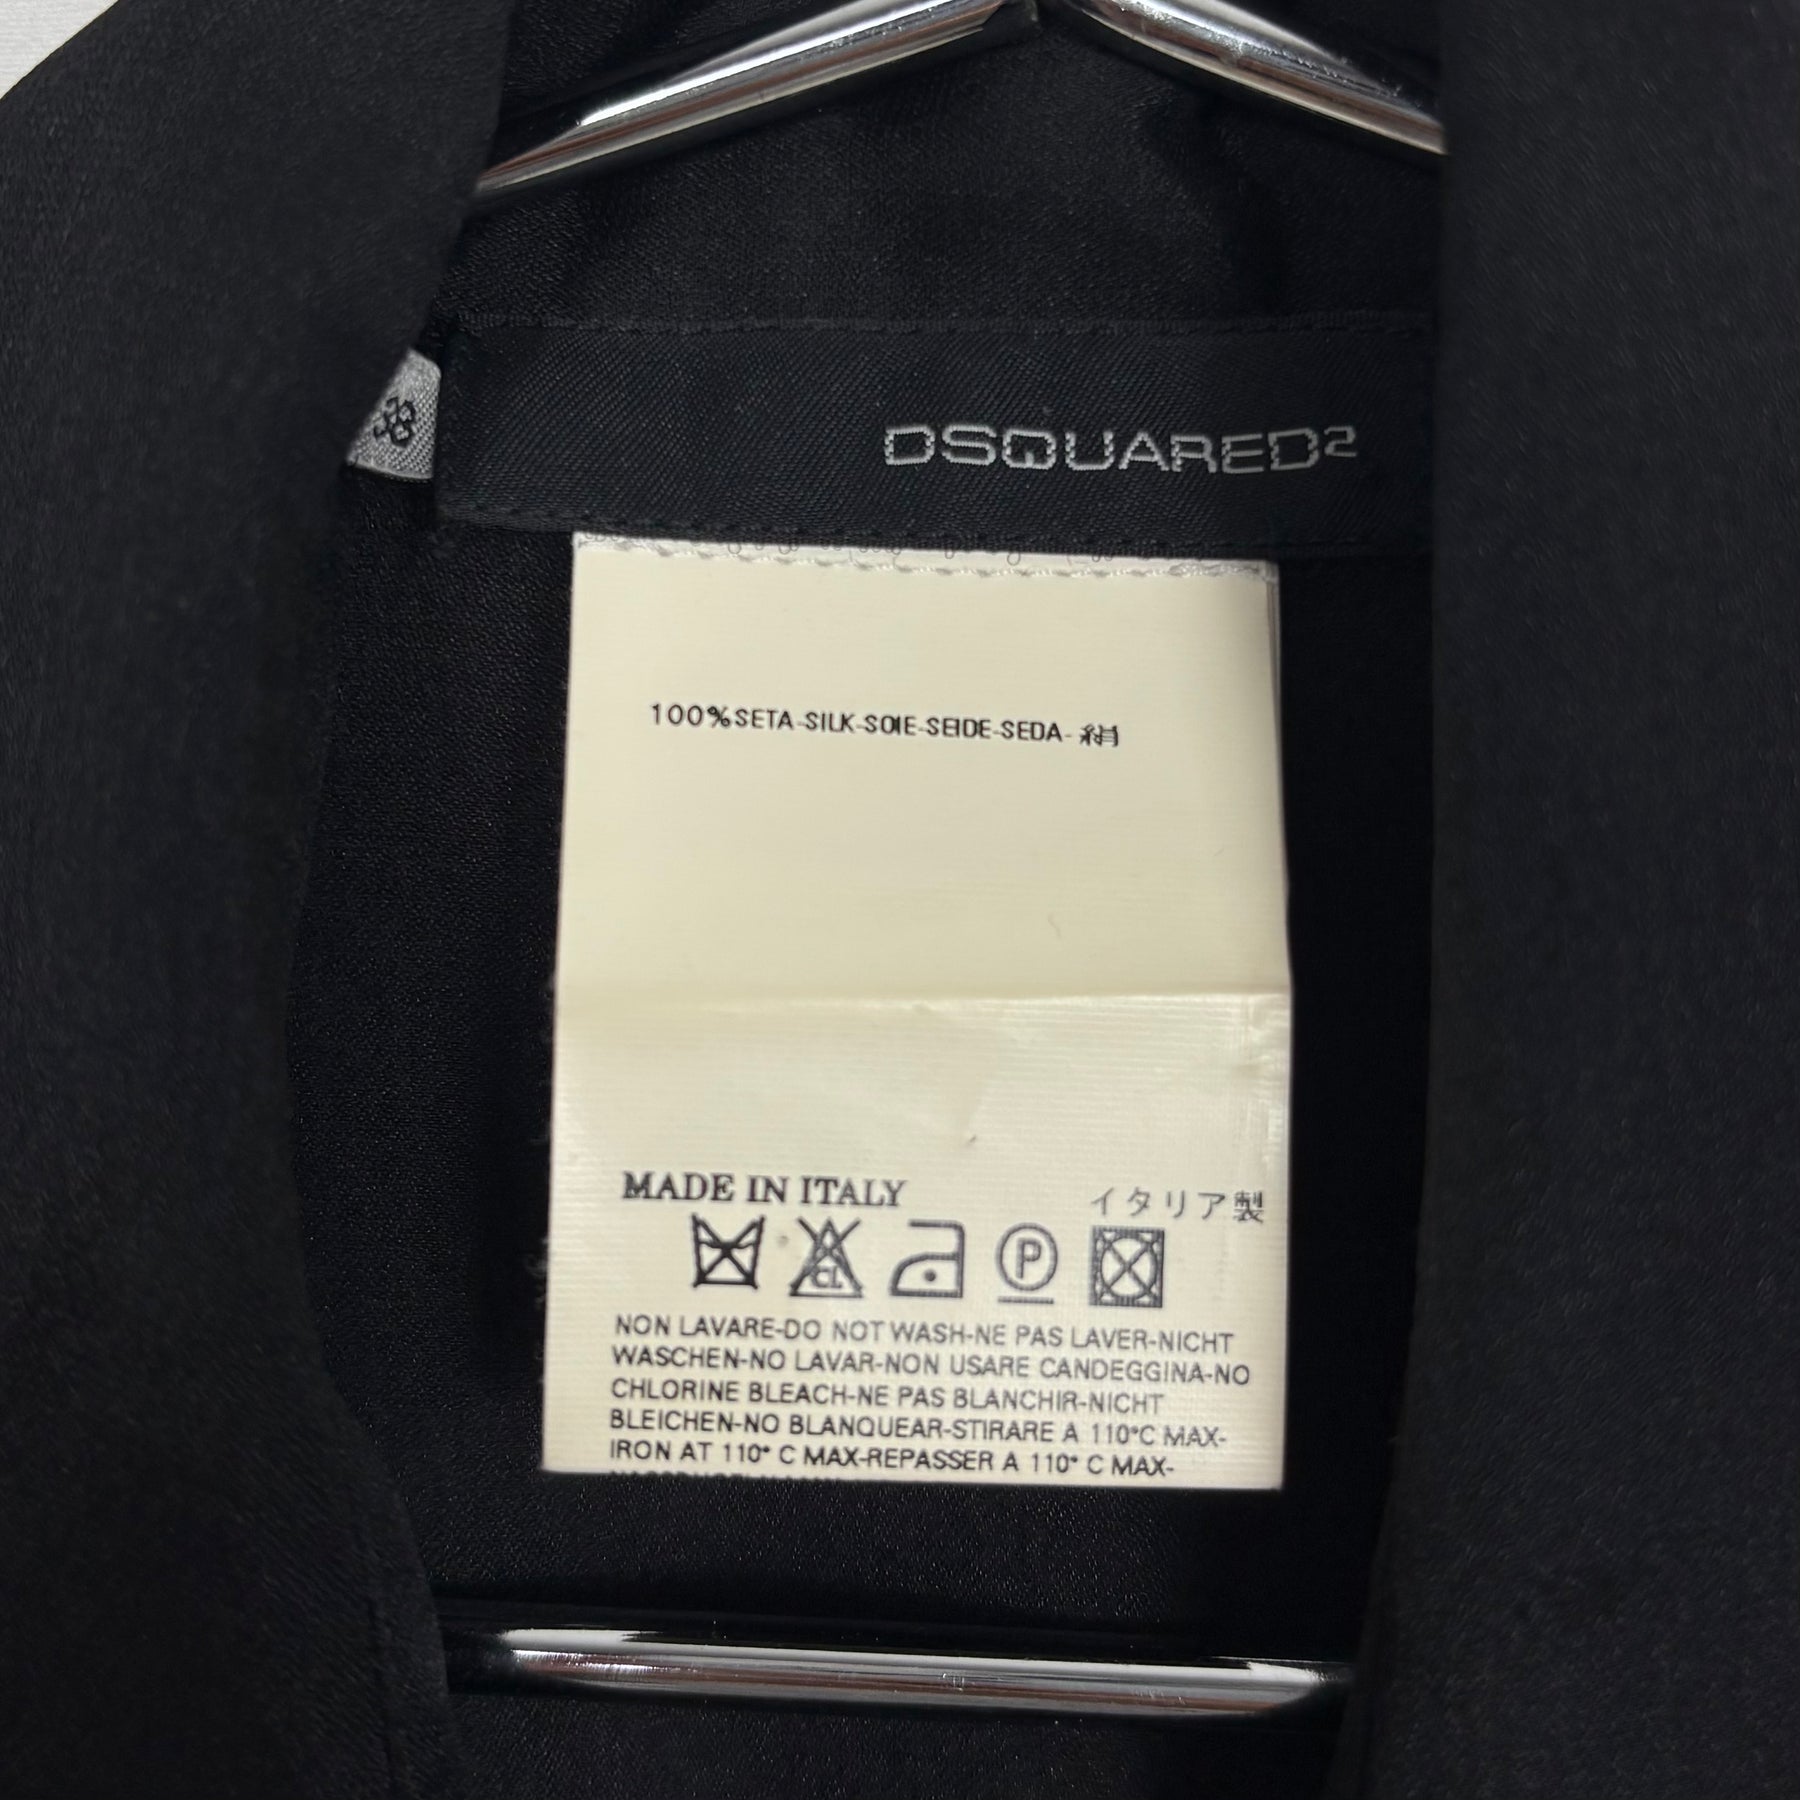 38
DSQUARED2
100%SETA-SILK-SOIE-SEIDE-SEDA-絹
MADE IN ITALY イタリア製
CL P
NON LAVARE-DO NOT WASH-NE PAS LAVER-NICHT
WASCHEN-NO LAVAR-NON USARE CANDEGGINA-NO
CHLORINE BLEACH-NE PAS BLANCHIR-NICHT
BLEICHEN-NO BLANQUEAR-STIRARE A 110°C MAX-
IRON AT 110° C MAX-REPASSER A 110° C MAX-